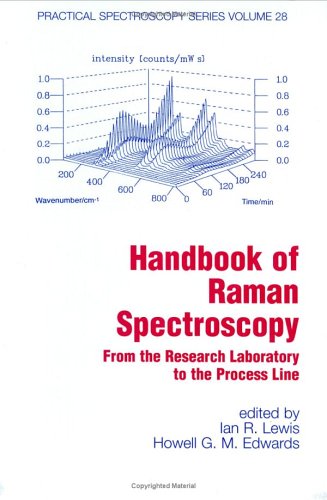 PRACTICAL SPECTROSCOPY SERIES VOLUME 28
intensity [counts/mW s]
1.0 1.0
0.8 0.8
0.6 0.6
0.4 0.4
0.2 0.2
0.0 0.0
200 400 600 800 0 60 120 180 240
Wavenumber/cm⁻¹ Time/min
Handbook of
Raman
Spectroscopy
From the Research Laboratory
to the Process Line
edited by
Ian R. Lewis
Howell G. M. Edwards
Copyrighted Material